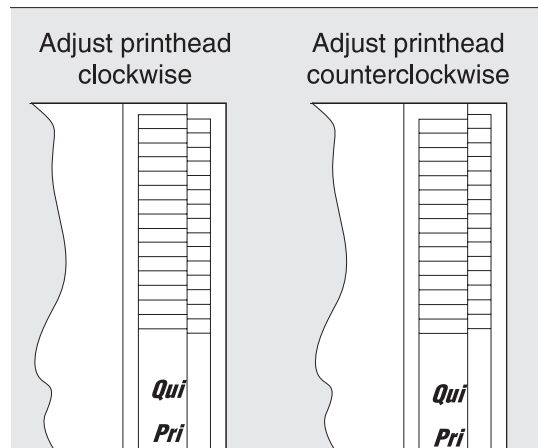 Adjust printhead
clockwise
Adjust printhead
counterclockwise
Qui
Pri
Qui
Pri